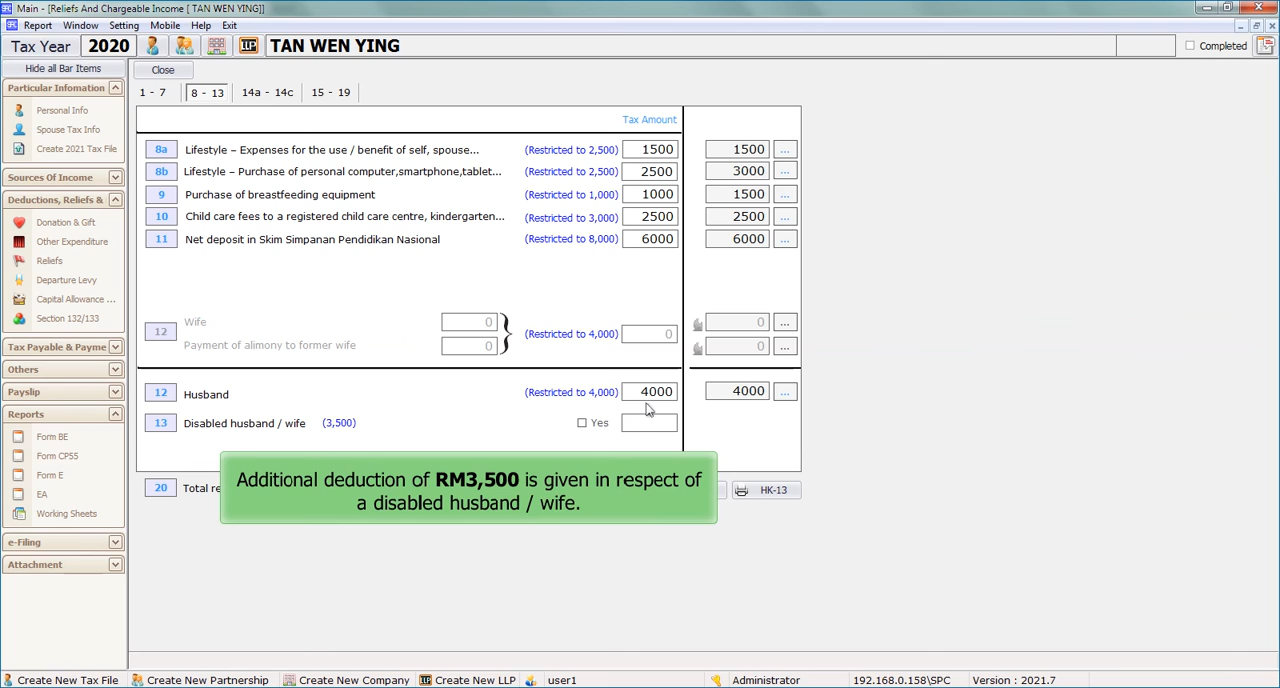 Main - [Reliefs And Chargeable Income [ TAN WEN YING]]
Report Window Setting Mobile Help Exit
Tax Year 2020 TAN WEN YING Completed
Hide all Bar Items
Close
Particular Infomation
Personal Info
Spouse Tax Info
Create 2021 Tax File
Sources Of Income
Deductions, Reliefs &
Donation & Gift
Other Expenditure
Reliefs
Departure Levy
Capital Allowance ...
Section 132/133
Tax Payable & Payme
Others
Payslip
Reports
Form BE
Form CP55
Form E
EA
Working Sheets
e-Filing
Attachment
1 - 7 8 - 13 14a - 14c 15 - 19
Tax Amount
8a Lifestyle – Expenses for the use / benefit of self, spouse... (Restricted to 2,500) 1500 1500 ...
8b Lifestyle – Purchase of personal computer,smartphone,tablet... (Restricted to 2,500) 2500 3000 ...
9 Purchase of breastfeeding equipment (Restricted to 1,000) 1000 1500 ...
10 Child care fees to a registered child care centre, kindergarten... (Restricted to 3,000) 2500 2500 ...
11 Net deposit in Skim Simpanan Pendidikan Nasional (Restricted to 8,000) 6000 6000 ...
Wife 0 0 ...
12 (Restricted to 4,000) 0
Payment of alimony to former wife 0 0 ...
12 Husband (Restricted to 4,000) 4000 4000 ...
13 Disabled husband / wife (3,500) Yes
Additional deduction of RM3,500 is given in respect of
a disabled husband / wife.
20 Total re HK-13
Create New Tax File Create New Partnership Create New Company Create New LLP user1 Administrator 192.168.0.158\SPC Version : 2021.7